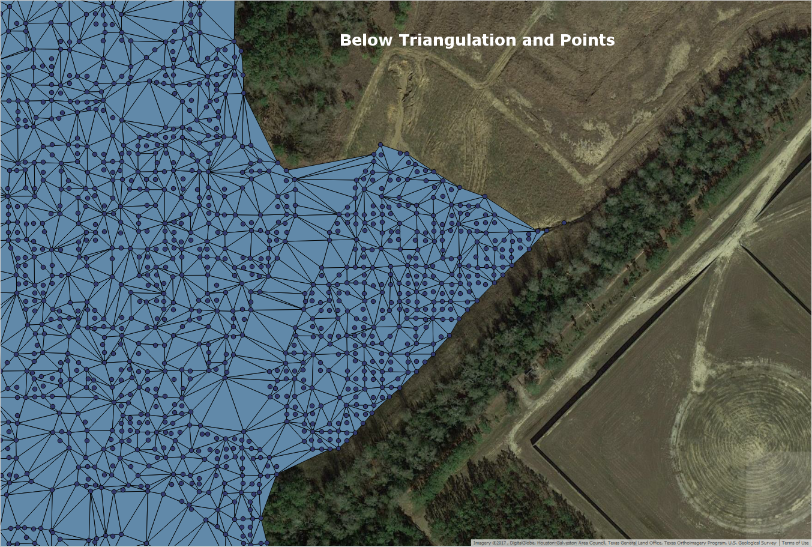 Below Triangulation and Points
Imagery ©2017, DigitalGlobe, Houston-Galveston Area Council, Texas General Land Office, Texas Orthoimagery Program, U.S. Geological Survey Terms of Use